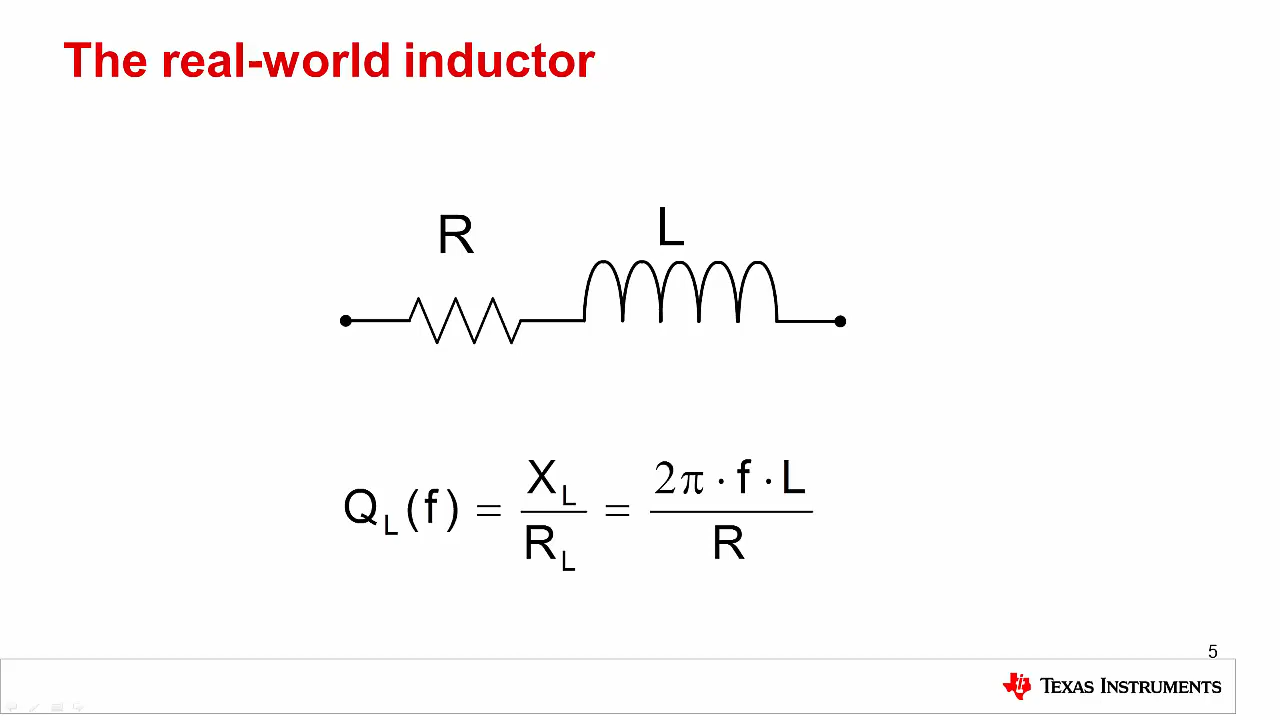 The real-world inductor
R
L
Q_L(f) = X_L / R_L = 2π · f · L / R
5
TEXAS INSTRUMENTS